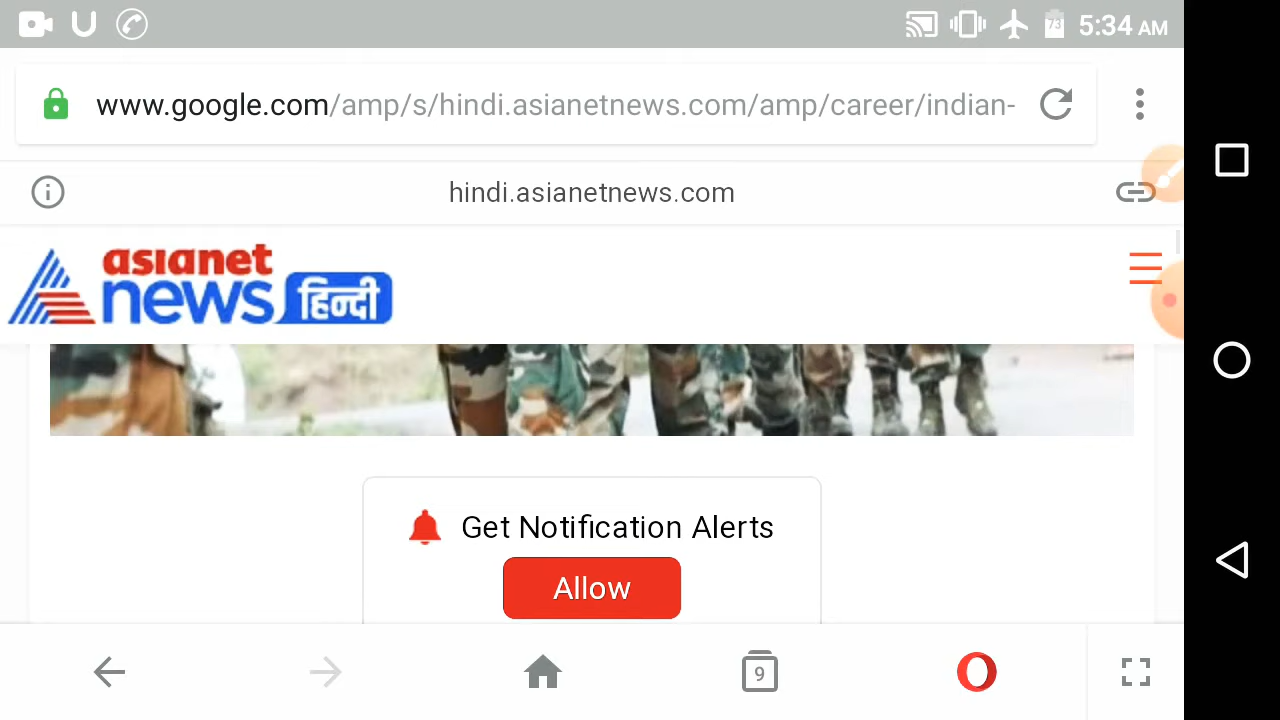 73 5:34 AM
www.google.com/amp/s/hindi.asianetnews.com/amp/career/indian-
hindi.asianetnews.com
asianet
news हिन्दी
Get Notification Alerts
Allow
9